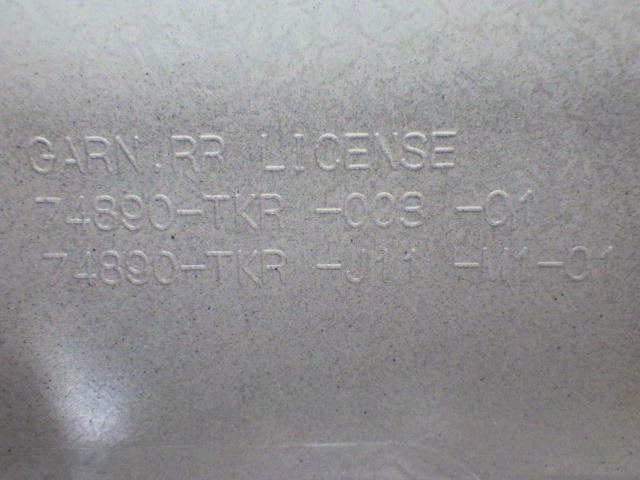 GARN.RR LICENSE
74890-TKR -003 -01
74890-TKR -J11 -M1-01